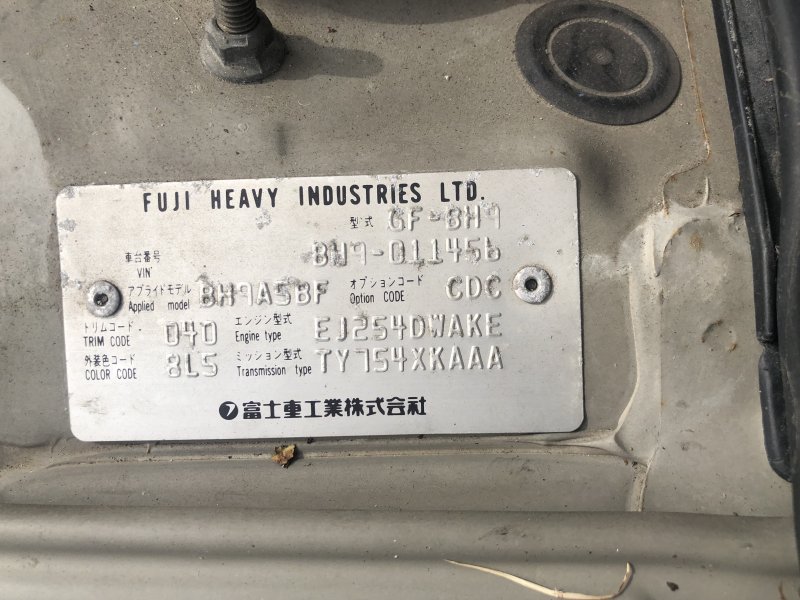 FUJI HEAVY INDUSTRIES LTD.
型式 GF-BH9
車台番号 VIN BH9-011456
アプライドモデル Applied model BH9A5BF オプションコード Option CODE CDC
トリムコード TRIM CODE 040 エンジン型式 Engine type EJ254DWAKE
外装色コード COLOR CODE 8L5 ミッション型式 Transmission type TY754XKAAA
富士重工業株式会社